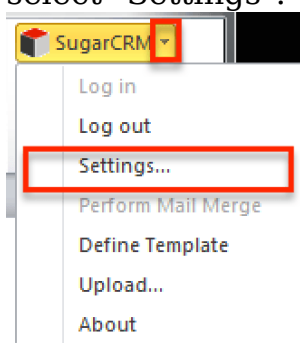 select "Settings".
SugarCRM
Log in
Log out
Settings...
Perform Mail Merge
Define Template
Upload...
About